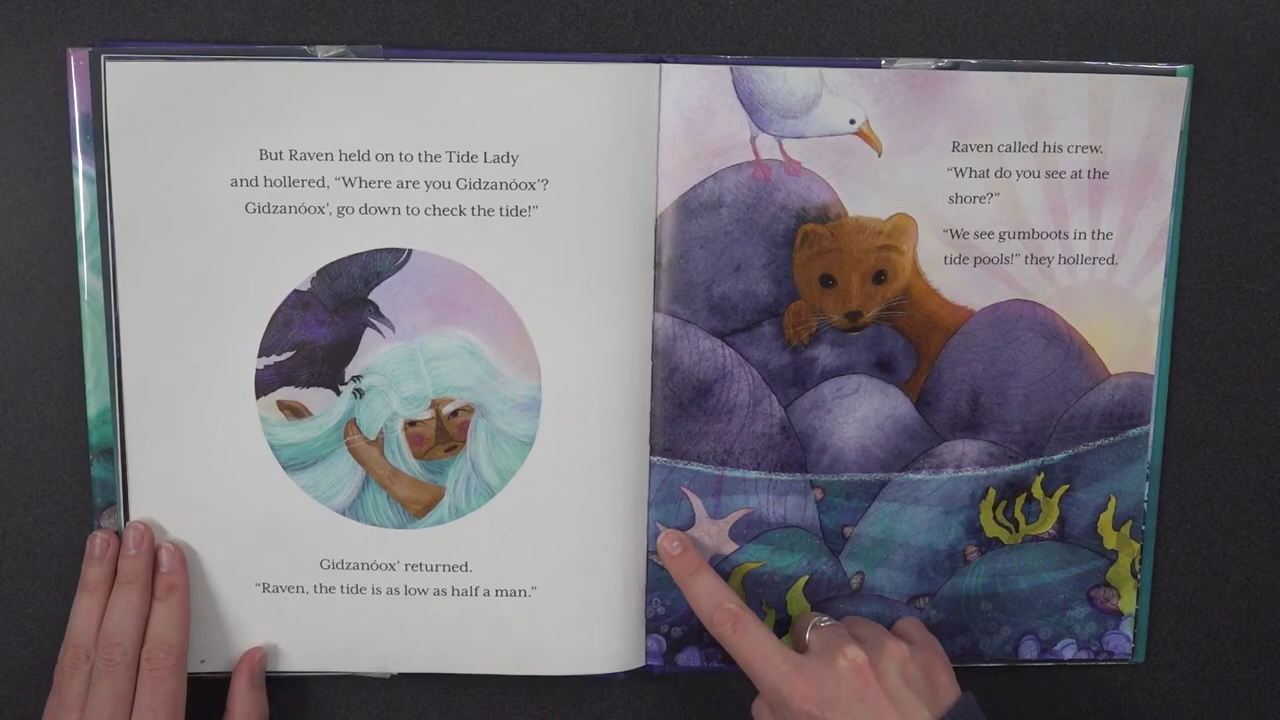 But Raven held on to the Tide Lady
and hollered, “Where are you Gidzanóox’?
Gidzanóox’, go down to check the tide!”
Gidzanóox’ returned.
“Raven, the tide is as low as half a man.”
Raven called his crew.
“What do you see at the
shore?”
“We see gumboots in the
tide pools!” they hollered.